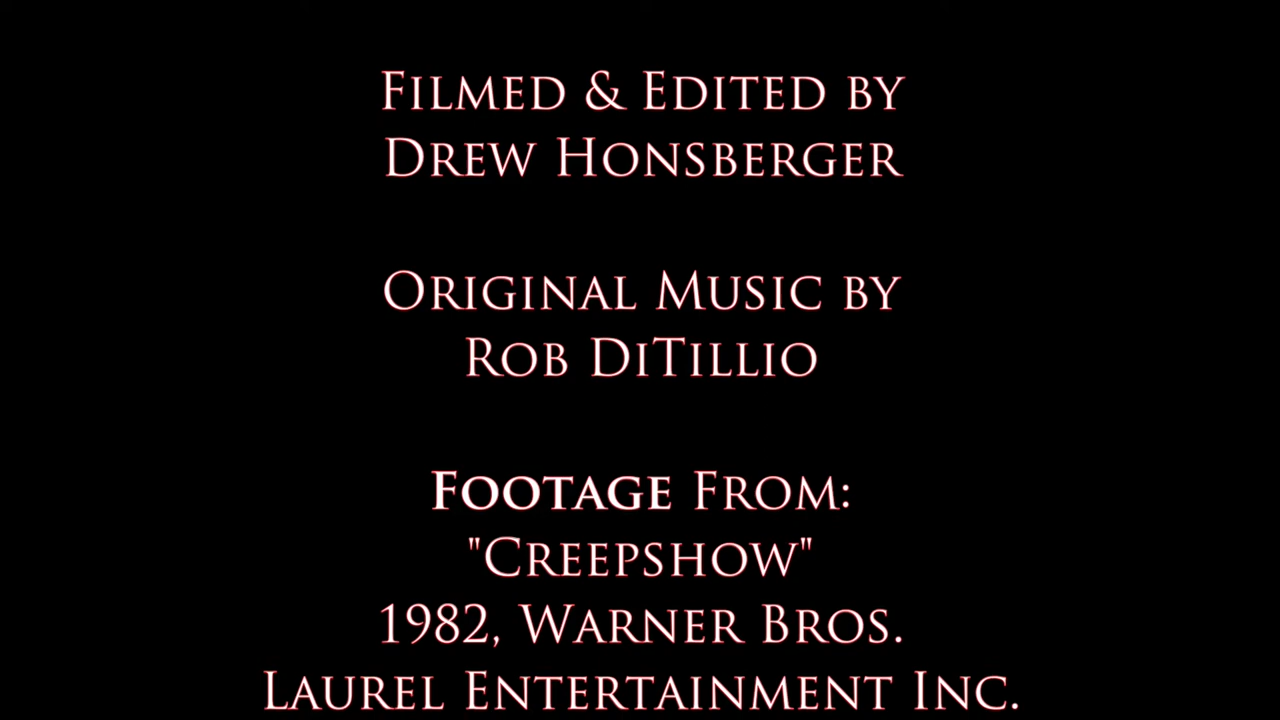 Filmed & Edited by
Drew Honsberger
Original Music by
Rob DiTillio
Footage From:
"Creepshow"
1982, Warner Bros.
Laurel Entertainment Inc.